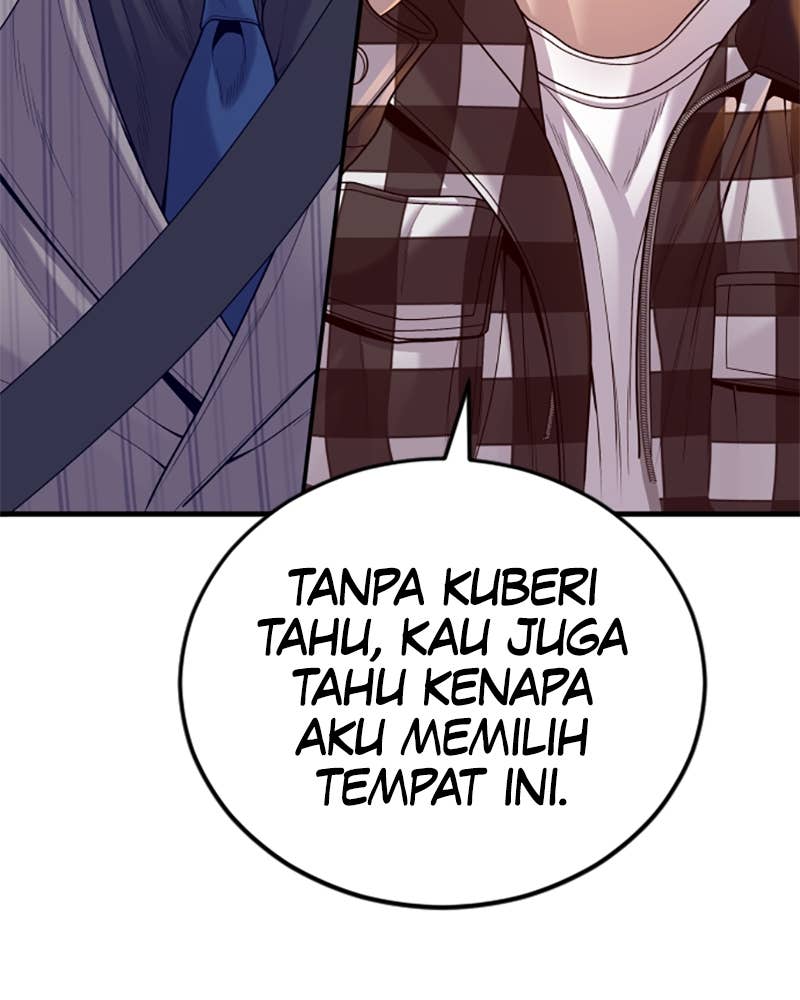 TANPA KUBERI
TAHU, KAU JUGA
TAHU KENAPA
AKU MEMILIH
TEMPAT INI.